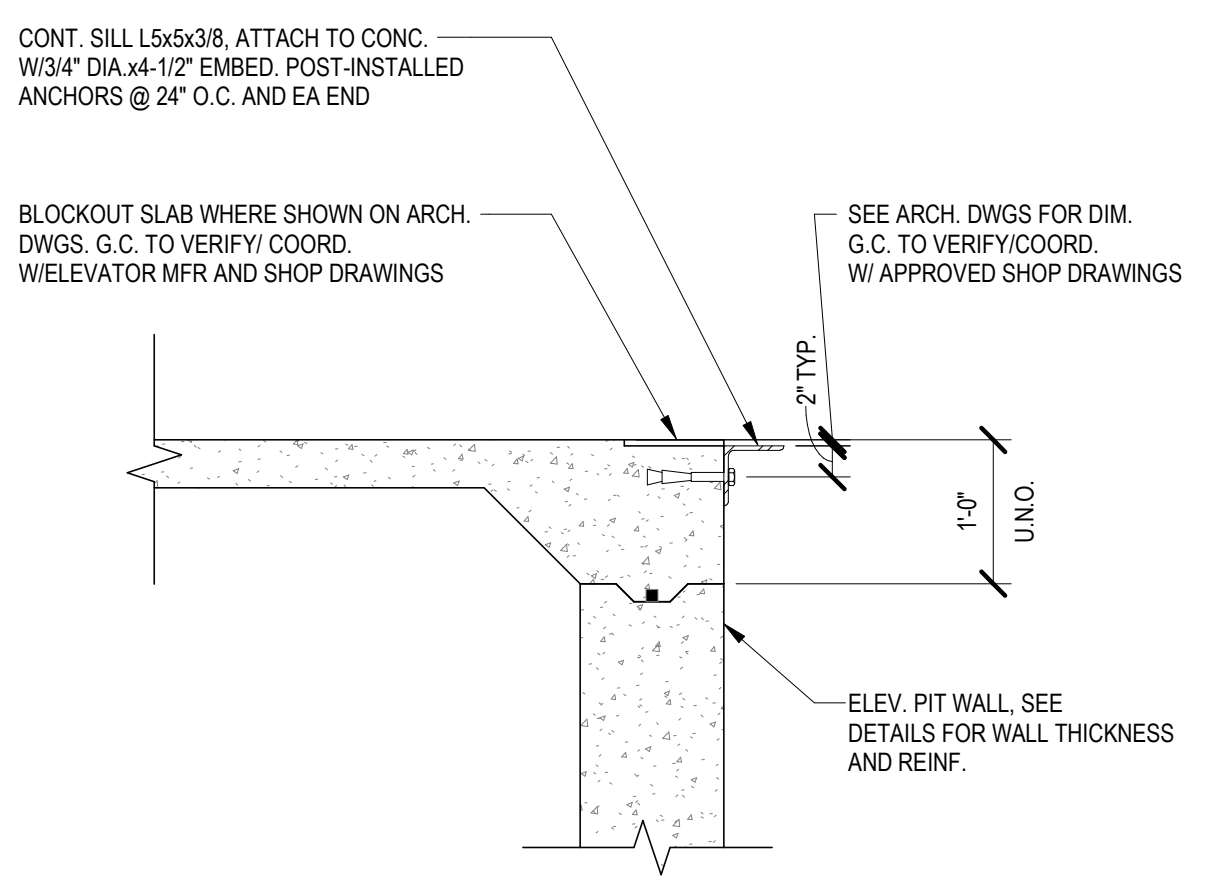 CONT. SILL L5x5x3/8, ATTACH TO CONC.
W/3/4" DIA.x4-1/2" EMBED. POST-INSTALLED
ANCHORS @ 24" O.C. AND EA END
BLOCKOUT SLAB WHERE SHOWN ON ARCH.
DWGS. G.C. TO VERIFY/ COORD.
W/ELEVATOR MFR AND SHOP DRAWINGS
SEE ARCH. DWGS FOR DIM.
G.C. TO VERIFY/COORD.
W/ APPROVED SHOP DRAWINGS
2" TYP.
1'-0"
U.N.O.
ELEV. PIT WALL, SEE
DETAILS FOR WALL THICKNESS
AND REINF.